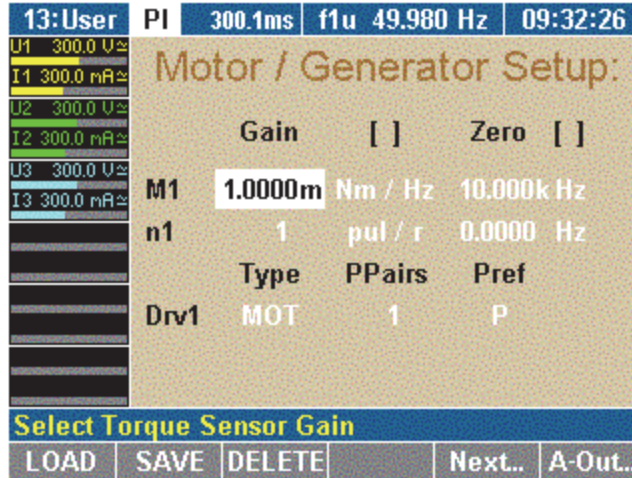 13:User PI 300.1ms f1u 49.980 Hz 09:32:26
U1 300.0 V≃
I1 300.0 mA≃
U2 300.0 V≃
I2 300.0 mA≃
U3 300.0 V≃
I3 300.0 mA≃
Motor / Generator Setup:
Gain [ ] Zero [ ]
M1 1.0000m Nm / Hz 10.000k Hz
n1 1 pul / r 0.0000 Hz
Type PPairs Pref
Drv1 MOT 1 P
Select Torque Sensor Gain
LOAD SAVE DELETE Next... A-Out..